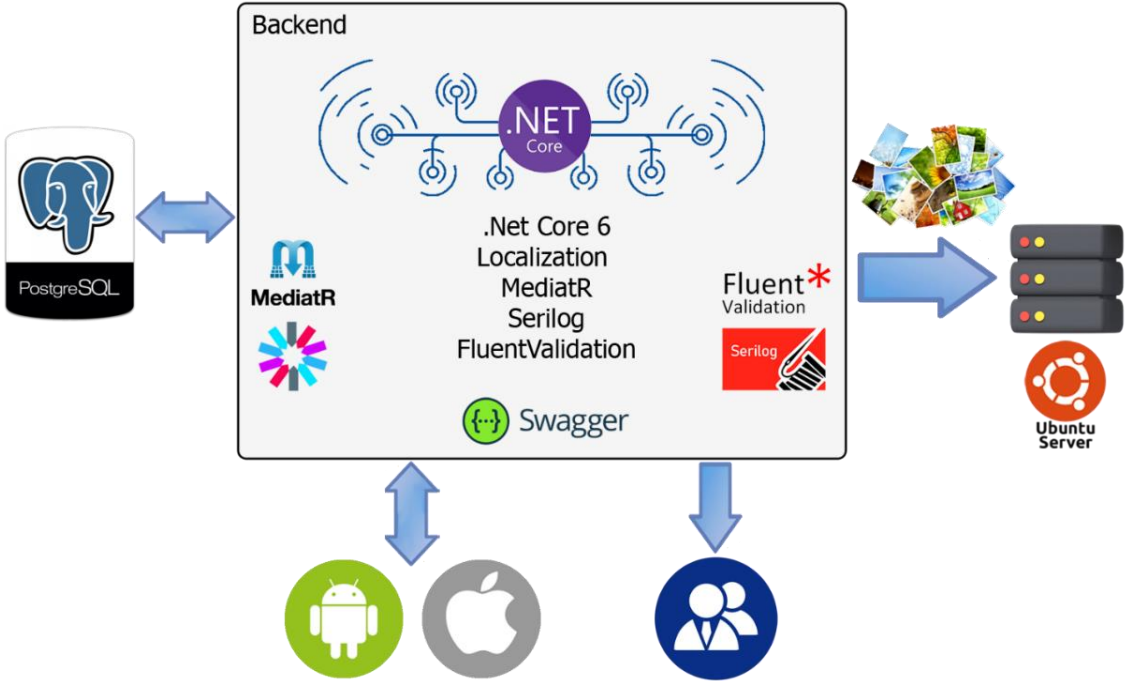 Backend
.NET
Core
.Net Core 6
Localization
MediatR
Serilog
FluentValidation
PostgreSQL
MediatR
Fluent*
Validation
Serilog
{···} Swagger
Ubuntu
Server